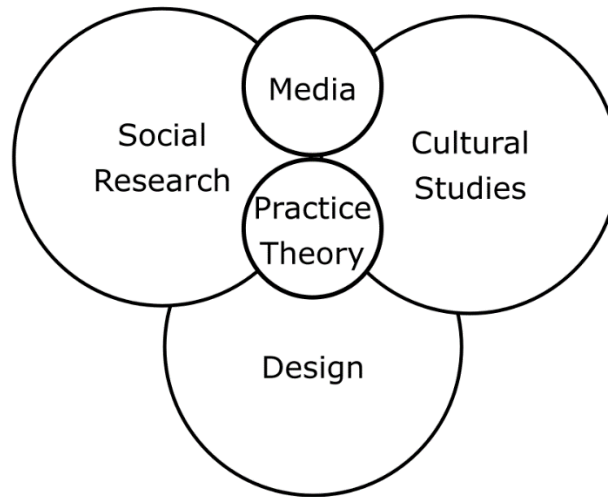 Media
Social
Research
Cultural
Studies
Practice
Theory
Design